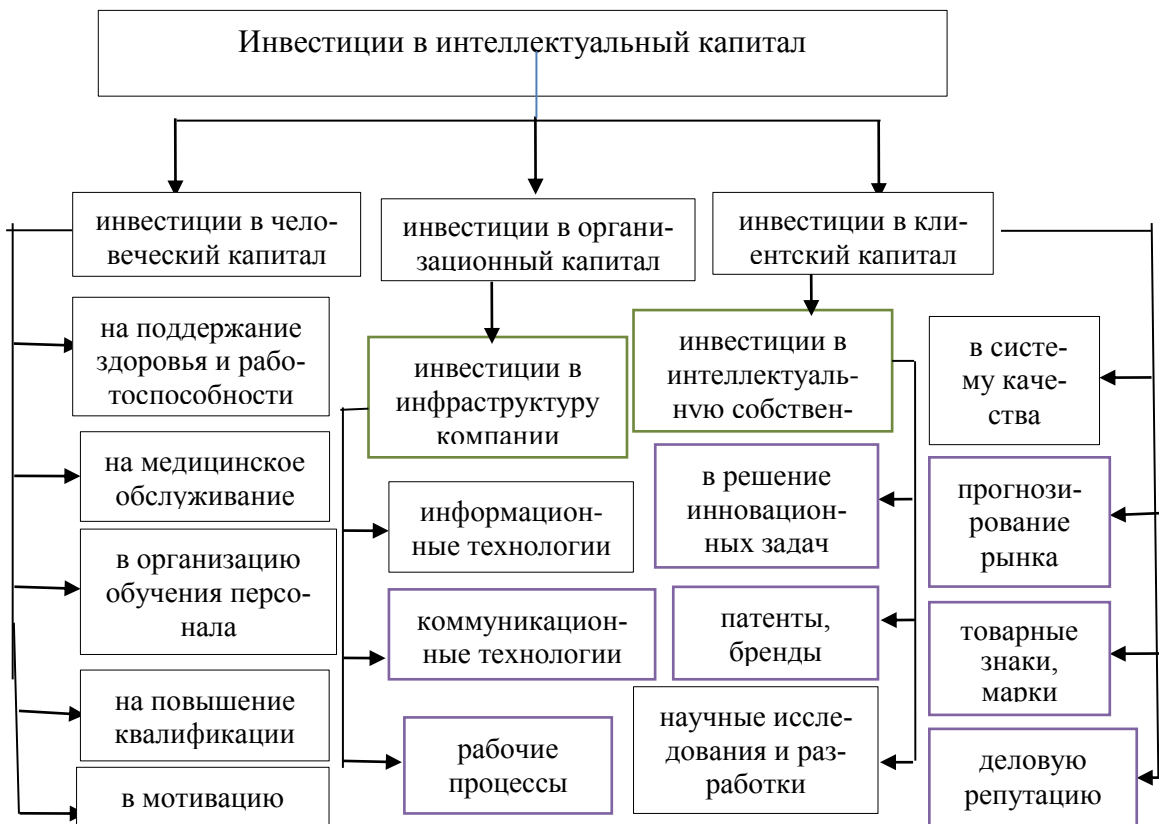 Инвестиции в интеллектуальный капитал
инвестиции в чело-
веческий капитал
инвестиции в органи-
зационный капитал
инвестиции в кли-
ентский капитал
на поддержание
здоровья и рабо-
тоспособности
на медицинское
обслуживание
в организацию
обучения персо-
нала
на повышение
квалификации
в мотивацию
инвестиции в
инфраструктуру
компании
информацион-
ные технологии
коммуникацион-
ные технологии
рабочие
процессы
инвестиции в
интеллектуаль-
ную собствен-
в решение
инновацион-
ных задач
патенты,
бренды
научные иссле-
дования и раз-
работки
в систе-
му каче-
ства
прогнози-
рование
рынка
товарные
знаки,
марки
деловую
репутацию